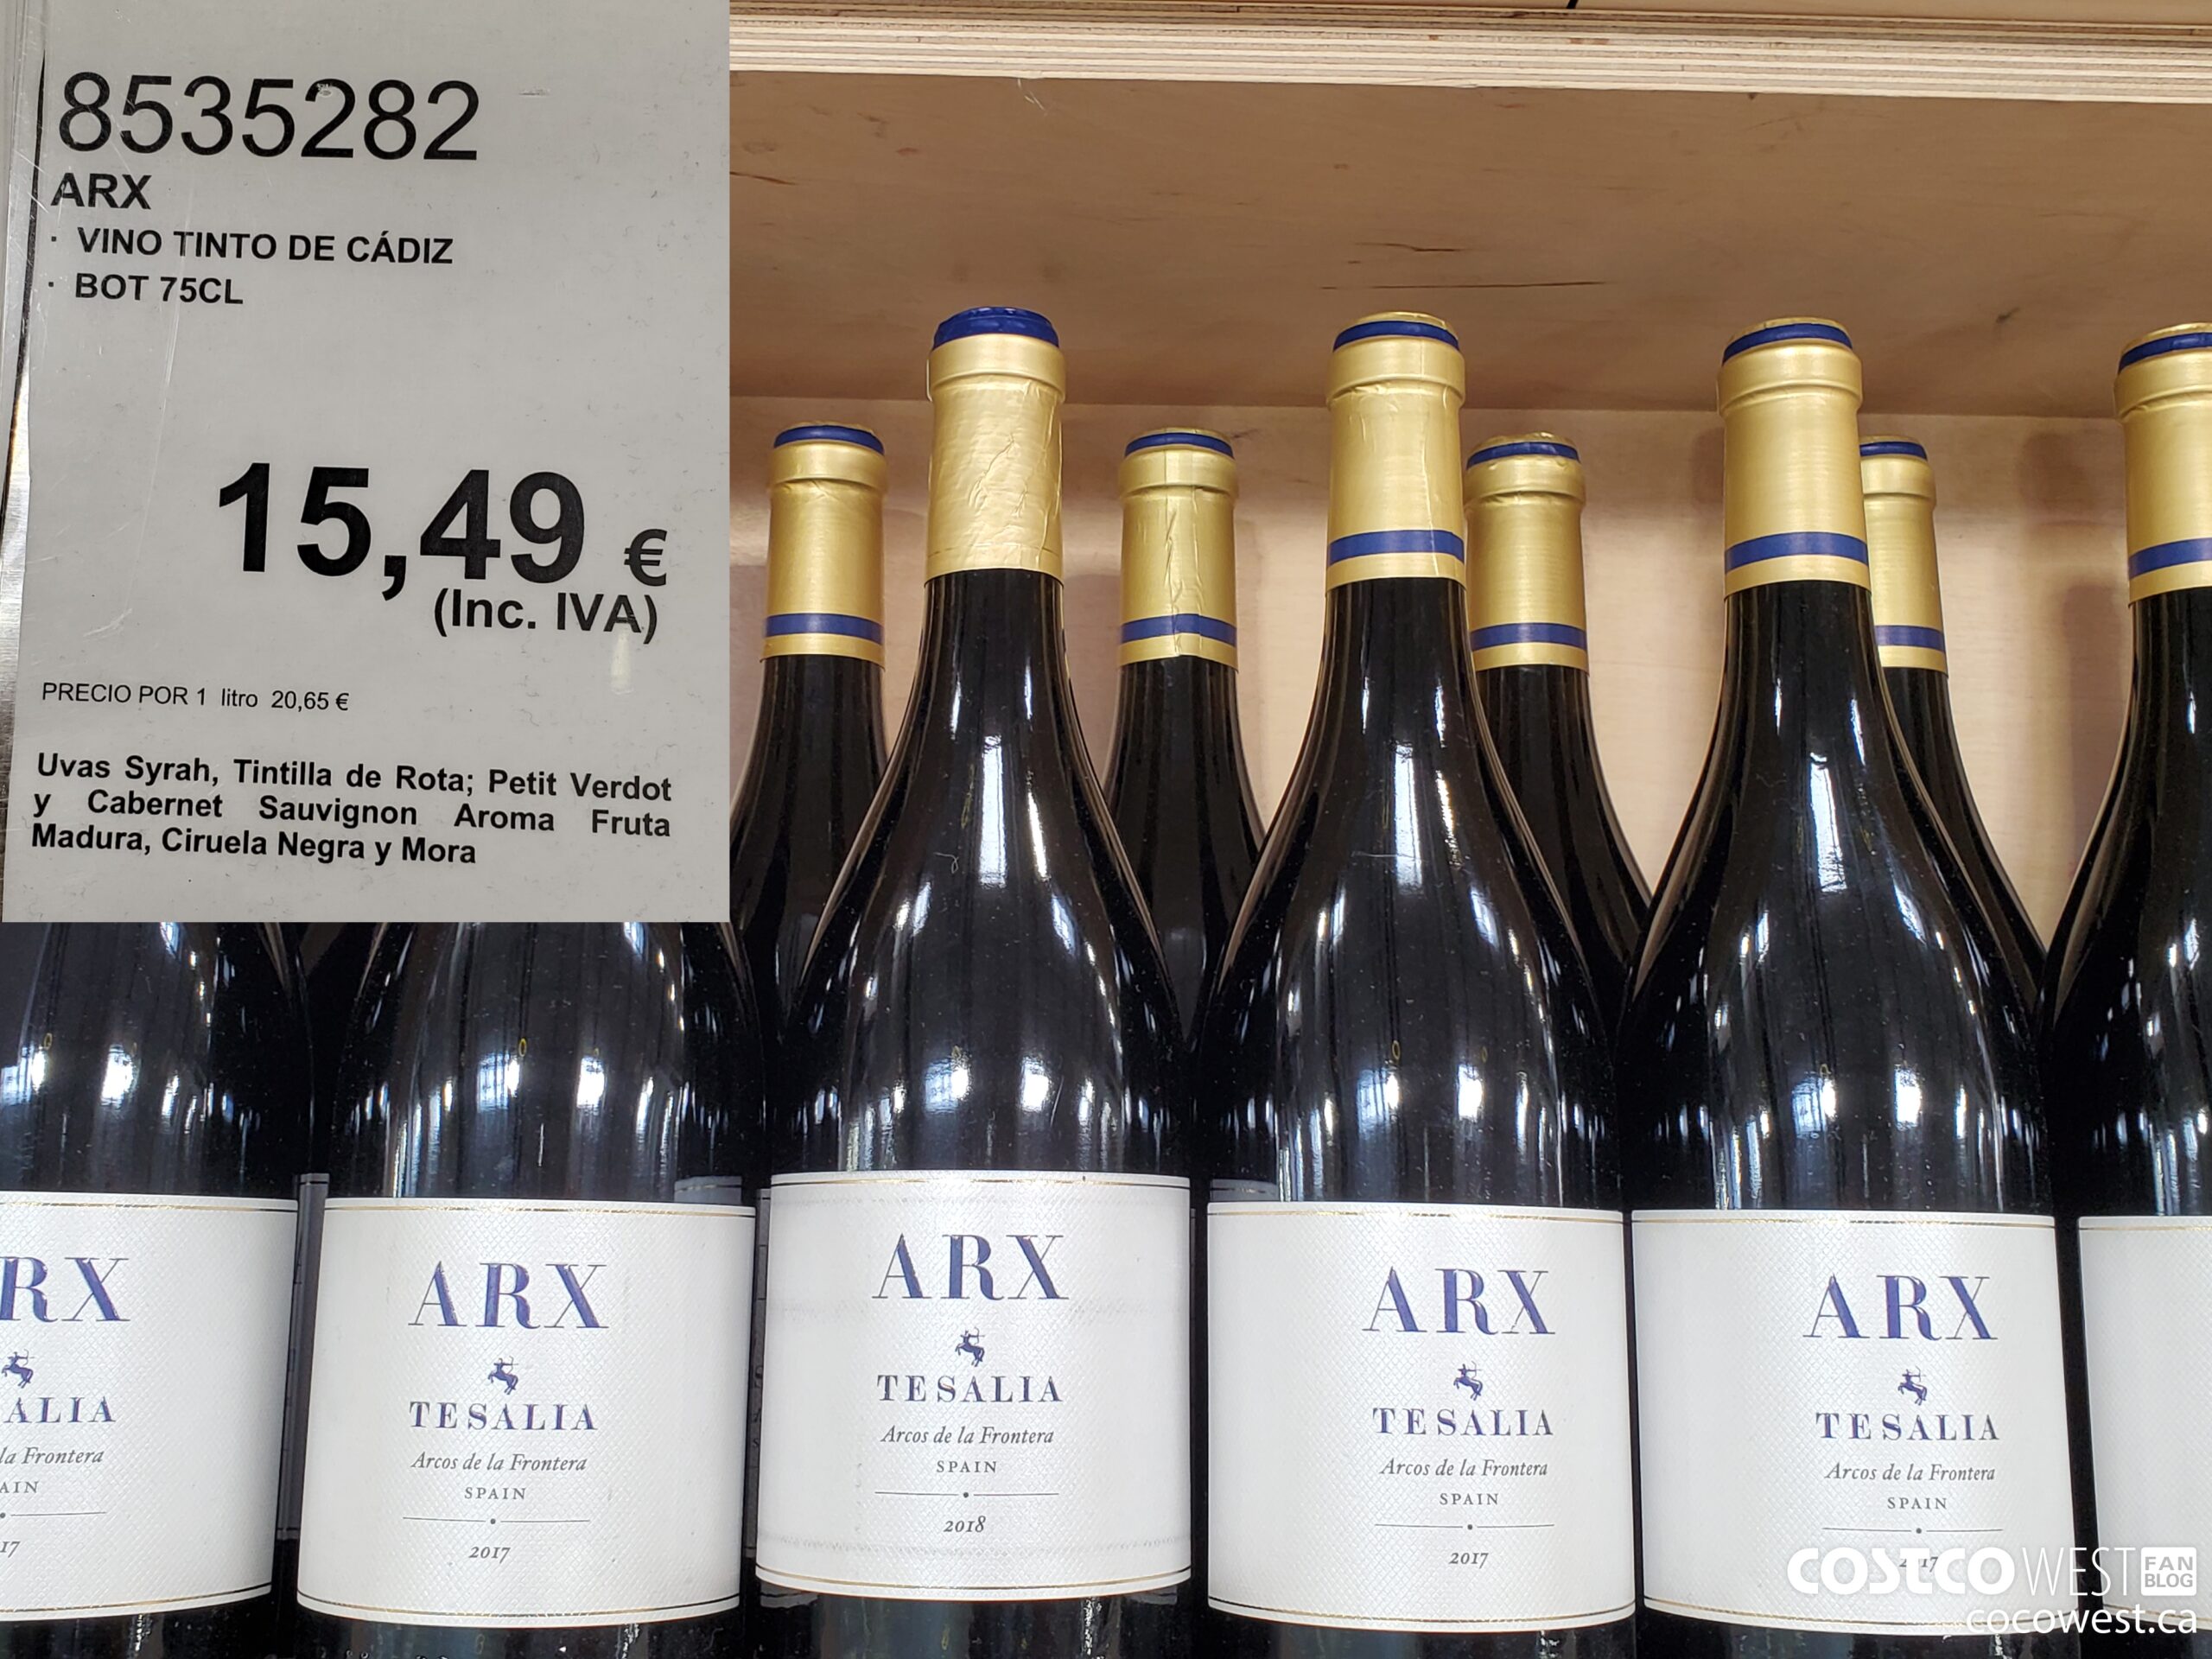 8535282
ARX
· VINO TINTO DE CÁDIZ
· BOT 75CL
15,49 €
(Inc. IVA)
PRECIO POR 1 litro 20,65 €
Uvas Syrah, Tintilla de Rota; Petit Verdot
y Cabernet Sauvignon Aroma Fruta
Madura, Ciruela Negra y Mora
RX
ALIA
la Frontera
AIN
17
ARX
TESALIA
Arcos de la Frontera
SPAIN
2017
ARX
TESALIA
Arcos de la Frontera
SPAIN
2018
ARX
TESALIA
Arcos de la Frontera
SPAIN
2017
ARX
TESALIA
Arcos de la Frontera
SPAIN
2017
COSTCO WEST FAN
BLOG
cocowest.ca